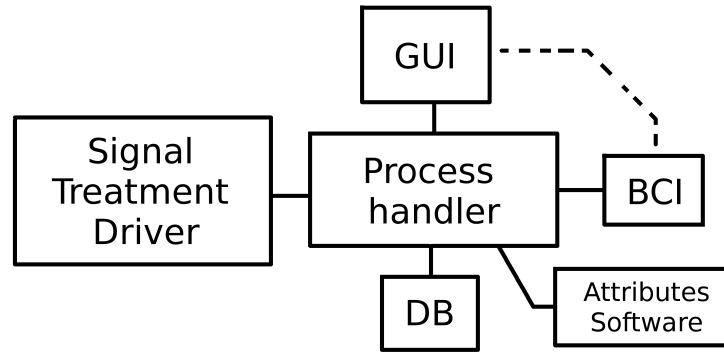 GUI
Signal
Treatment
Driver
Process
handler
BCI
DB
Attributes
Software